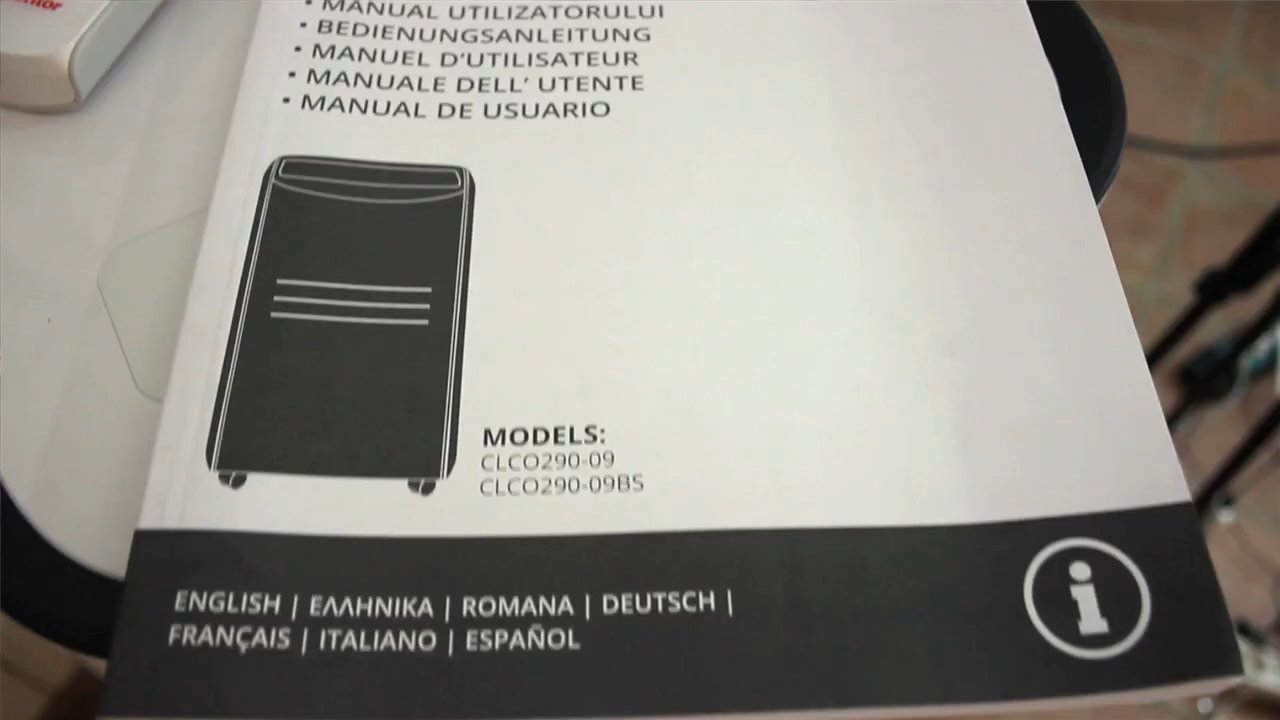 • MANUAL UTILIZATORULUI
• BEDIENUNGSANLEITUNG
• MANUEL D'UTILISATEUR
• MANUALE DELL' UTENTE
• MANUAL DE USUARIO
MODELS:
CLCO290-09
CLCO290-09BS
ENGLISH | ΕΛΛΗΝΙΚΑ | ROMANA | DEUTSCH |
FRANÇAIS | ITALIANO | ESPAÑOL
i